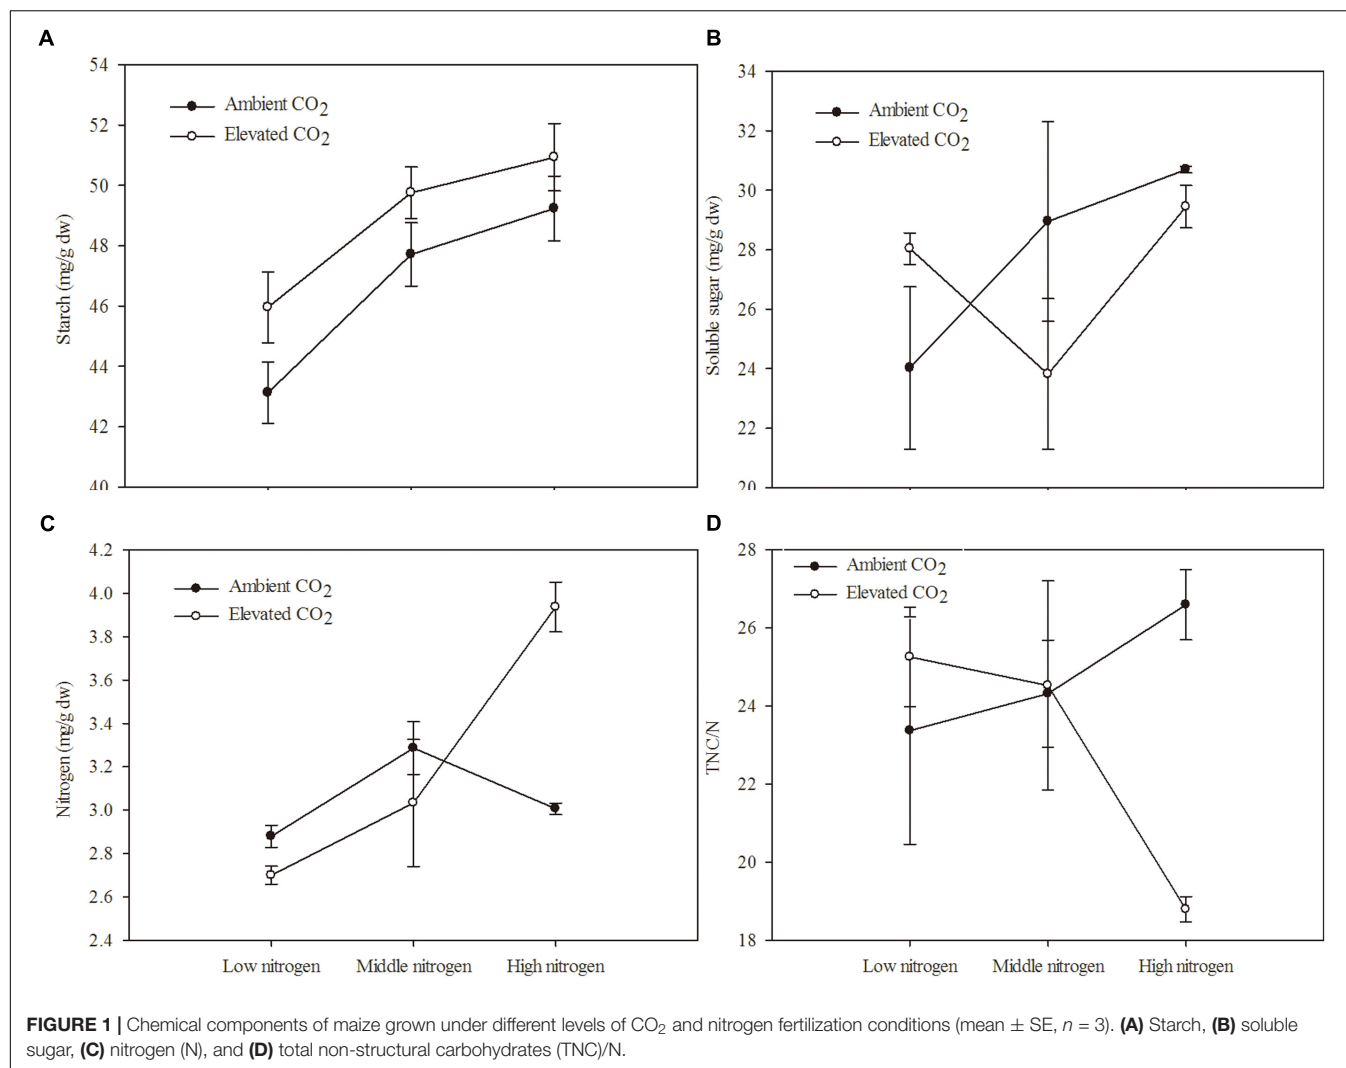 A
54
52
50
48
46
44
42
40
Starch (mg/g dw)
Ambient CO2
Elevated CO2
B
34
32
30
28
26
24
22
20
Soluble sugar (mg/g dw)
Ambient CO2
Elevated CO2
C
4.2
4.0
3.8
3.6
3.4
3.2
3.0
2.8
2.6
2.4
Nitrogen (mg/g dw)
Ambient CO2
Elevated CO2
Low nitrogen Middle nitrogen High nitrogen
D
28
26
24
22
20
18
TNC/N
Ambient CO2
Elevated CO2
Low nitrogen Middle nitrogen High nitrogen
FIGURE 1 | Chemical components of maize grown under different levels of CO2 and nitrogen fertilization conditions (mean ± SE, n = 3). (A) Starch, (B) soluble
sugar, (C) nitrogen (N), and (D) total non-structural carbohydrates (TNC)/N.